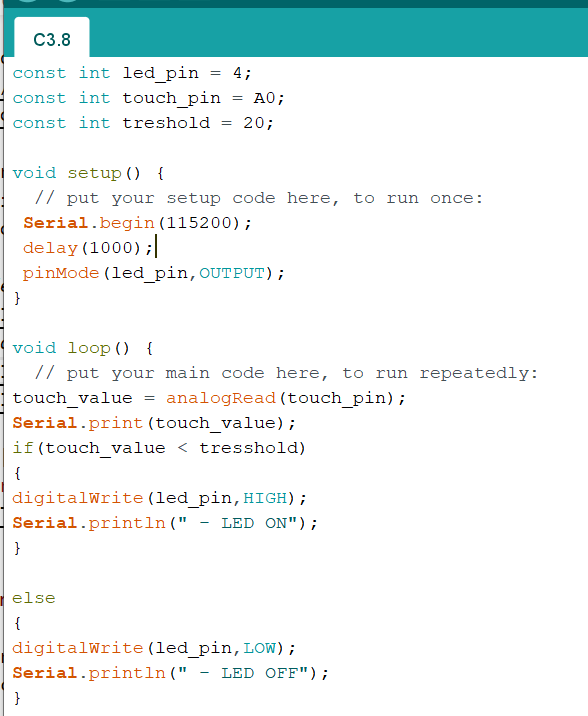 C3.8
const int led_pin = 4;
const int touch_pin = A0;
const int treshold = 20;
void setup() {
// put your setup code here, to run once:
Serial.begin(115200);
delay(1000);
pinMode(led_pin,OUTPUT);
}
void loop() {
// put your main code here, to run repeatedly:
touch_value = analogRead(touch_pin);
Serial.print(touch_value);
if(touch_value < tresshold)
{
digitalWrite(led_pin,HIGH);
Serial.println(" - LED ON");
}
else
{
digitalWrite(led_pin,LOW);
Serial.println(" - LED OFF");
}